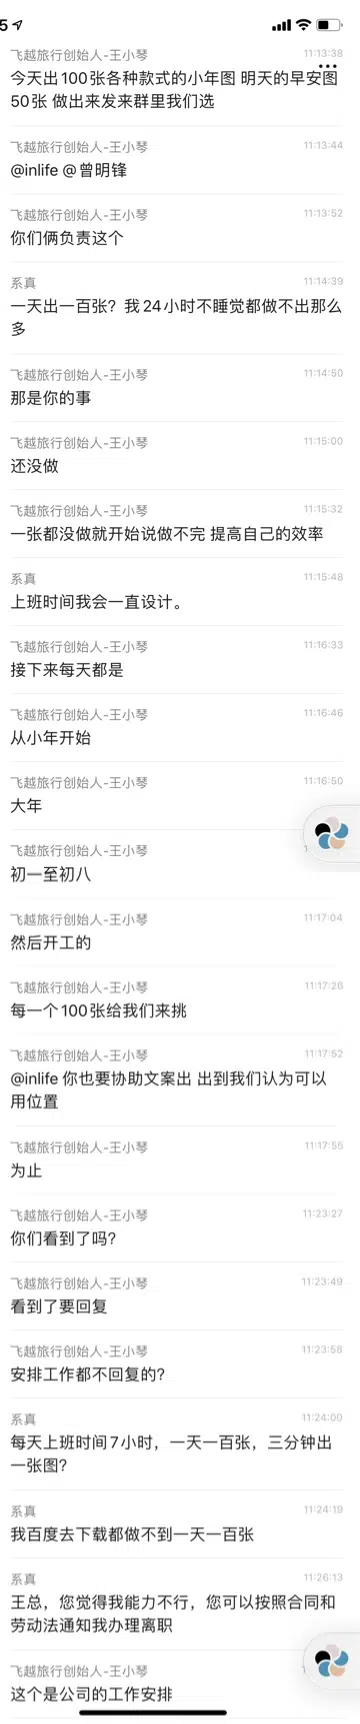 5
飞越旅行创始人-王小琴 11:13:38
今天出100张各种款式的小年图 明天的早安图
50张 做出来发来群里我们选
飞越旅行创始人-王小琴 11:13:44
@inlife @曾明锋
飞越旅行创始人-王小琴 11:13:52
你们俩负责这个
系真 11:14:39
一天出一百张？我24小时不睡觉都做不出那么
多
飞越旅行创始人-王小琴 11:14:50
那是你的事
飞越旅行创始人-王小琴 11:15:00
还没做
飞越旅行创始人-王小琴 11:15:32
一张都没做就开始说做不完 提高自己的效率
系真 11:15:48
上班时间我会一直设计。
飞越旅行创始人-王小琴 11:16:33
接下来每天都是
飞越旅行创始人-王小琴 11:16:46
从小年开始
飞越旅行创始人-王小琴 11:16:50
大年
飞越旅行创始人-王小琴 1
初一至初八
飞越旅行创始人-王小琴 11:17:04
然后开工的
飞越旅行创始人-王小琴 11:17:26
每一个100张给我们来挑
飞越旅行创始人-王小琴 11:17:52
@inlife 你也要协助文案出 出到我们认为可以
用位置
飞越旅行创始人-王小琴 11:17:55
为止
飞越旅行创始人-王小琴 11:23:27
你们看到了吗？
飞越旅行创始人-王小琴 11:23:49
看到了要回复
飞越旅行创始人-王小琴 11:23:58
安排工作都不回复的？
系真 11:24:00
每天上班时间7小时，一天一百张，三分钟出
一张图？
系真 11:24:19
我百度去下载都做不到一天一百张
系真 11:26:13
王总，您觉得我能力不行，您可以按照合同和
劳动法通知我办理离职
飞越旅行创始人-王小琴 1
这个是公司的工作安排